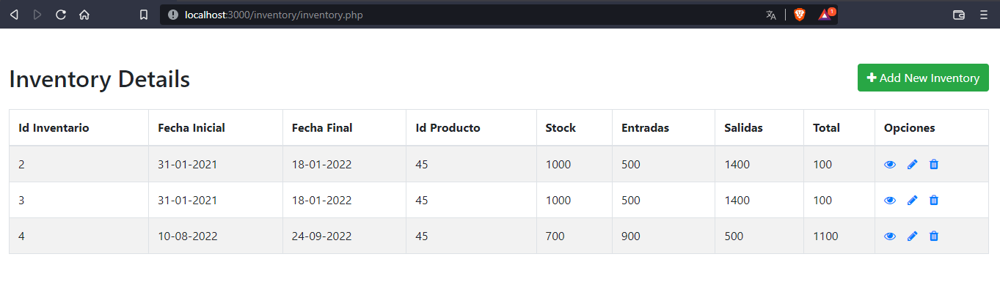 localhost:3000/inventory/inventory.php
1
Inventory Details
Add New Inventory
Id Inventario Fecha Inicial Fecha Final Id Producto Stock Entradas Salidas Total Opciones
2 31-01-2021 18-01-2022 45 1000 500 1400 100
3 31-01-2021 18-01-2022 45 1000 500 1400 100
4 10-08-2022 24-09-2022 45 700 900 500 1100